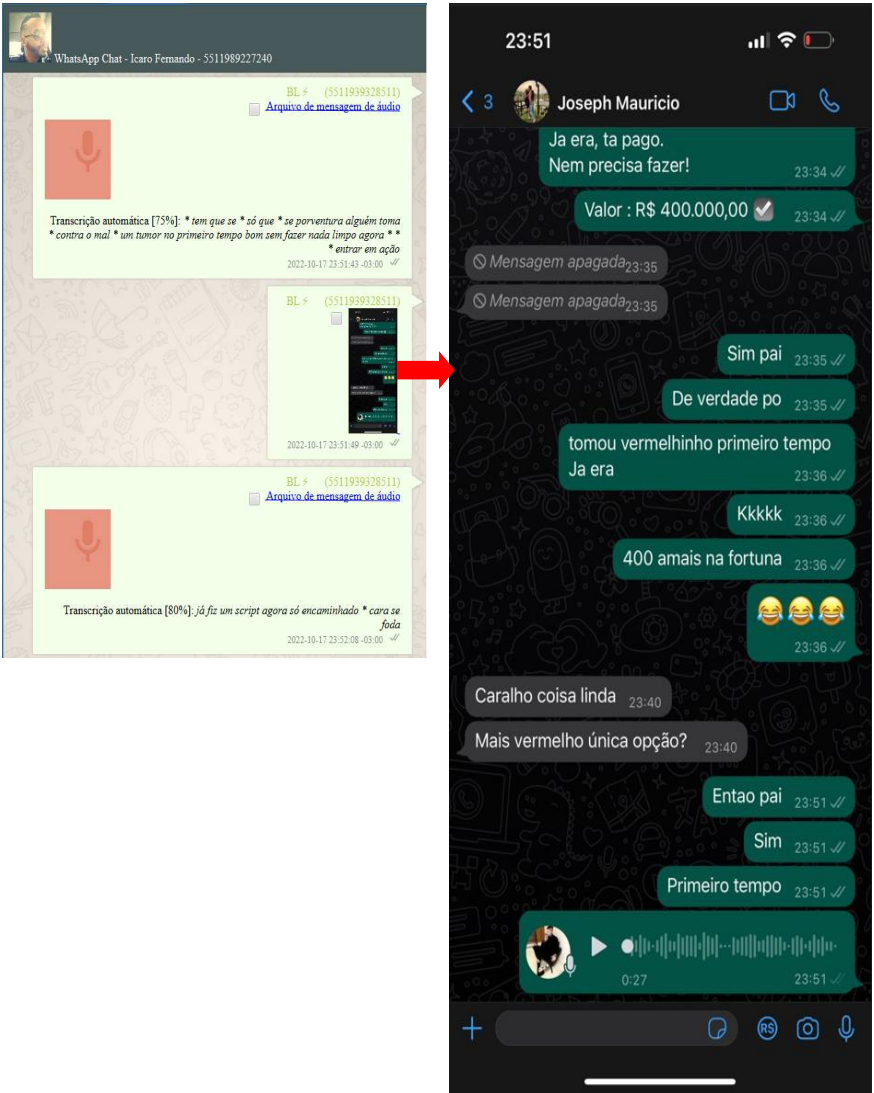 WhatsApp Chat - Icaro Fernando - 5511989227240
BL⚡ (5511939328511)
Arquivo de mensagem de áudio
Transcrição automática [75%]: * tem que se * só que * se porventura alguém toma
* contra o mal * um tumor no primeiro tempo bom sem fazer nada limpo agora * *
* entrar em ação
2022-10-17 23:51:43 -03:00
BL⚡ (5511939328511)
2022-10-17 23:51:49 -03:00
BL⚡ (5511939328511)
Arquivo de mensagem de áudio
Transcrição automática [80%]: já fiz um script agora só encaminhado * cara se
foda
2022-10-17 23:52:08 -03:00
23:51
3 Joseph Mauricio
Ja era, ta pago.
Nem precisa fazer!
23:34
Valor : R$ 400.000,00 ☑ 23:34
Mensagem apagada 23:35
Mensagem apagada 23:35
Sim pai 23:35
De verdade po 23:35
tomou vermelhinho primeiro tempo
Ja era
23:36
Kkkkk 23:36
400 amais na fortuna 23:36
😂😂😂
23:36
Caralho coisa linda 23:40
Mais vermelho única opção? 23:40
Entao pai 23:51
Sim 23:51
Primeiro tempo 23:51
0:27 23:51
R$